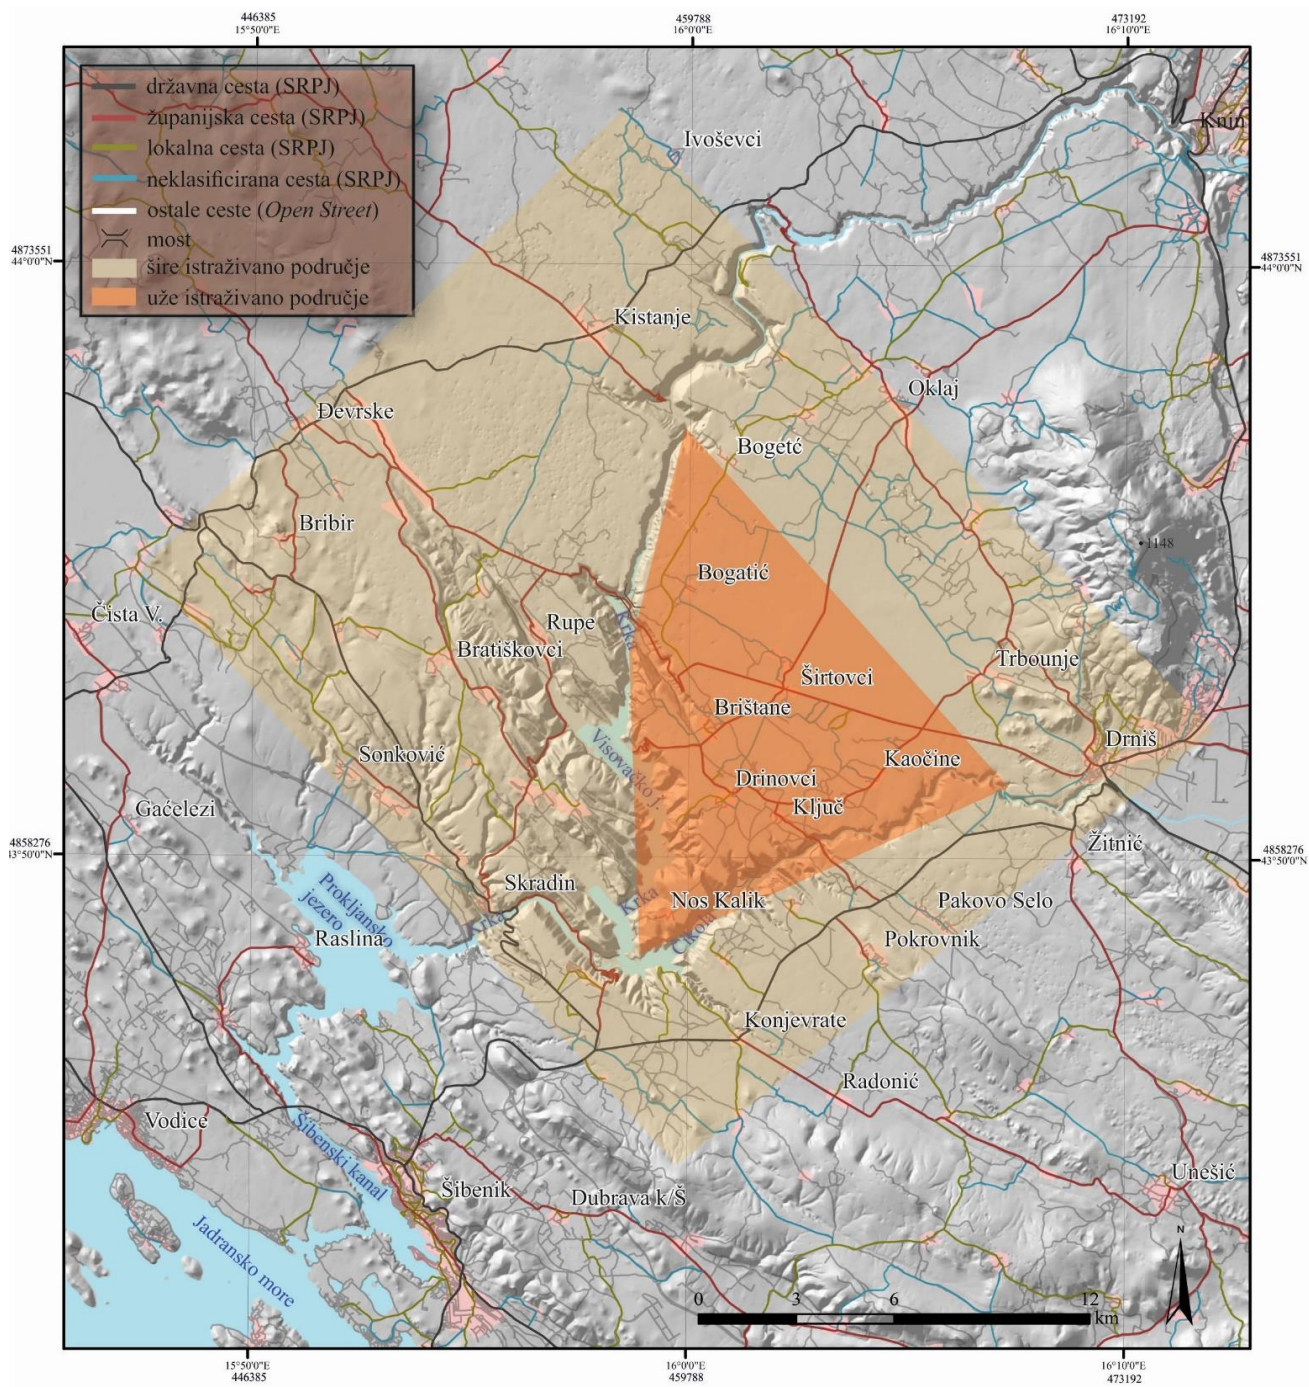 446385
15°50'0"E
459788
16°0'0"E
473192
16°10'0"E
državna cesta (SRPJ)
županijska cesta (SRPJ)
lokalna cesta (SRPJ)
neklasificirana cesta (SRPJ)
ostale ceste (Open Street)
most
šire istraživano područje
uže istraživano područje
Knin
Ivoševci
4873551
44°0'0"N
4873551
44°0'0"N
Kistanje
Oklaj
Đevrske
Bogetć
Bribir
1148
Bogatić
Čista V.
Rupe
Krka
Bratiškovci
Trbounje
Širtovci
Brištane
Drniš
Visovačko j.
Sonković
Kaočine
Drinovci
Ključ
Gaćelezi
Žitnić
4858276
43°50'0"N
4858276
43°50'0"N
Skradin
Prokljansko
jezero
Nos Kalik
Krka
Pakovo Selo
Krka
Čikola
Raslina
Pokrovnik
Konjevrate
Radonić
Vodice
Šibenski kanal
Unešić
Šibenik
Dubrava k/Š
Jadransko more
N
0 3 6 12
km
15°50'0"E
446385
16°0'0"E
459788
16°10'0"E
473192